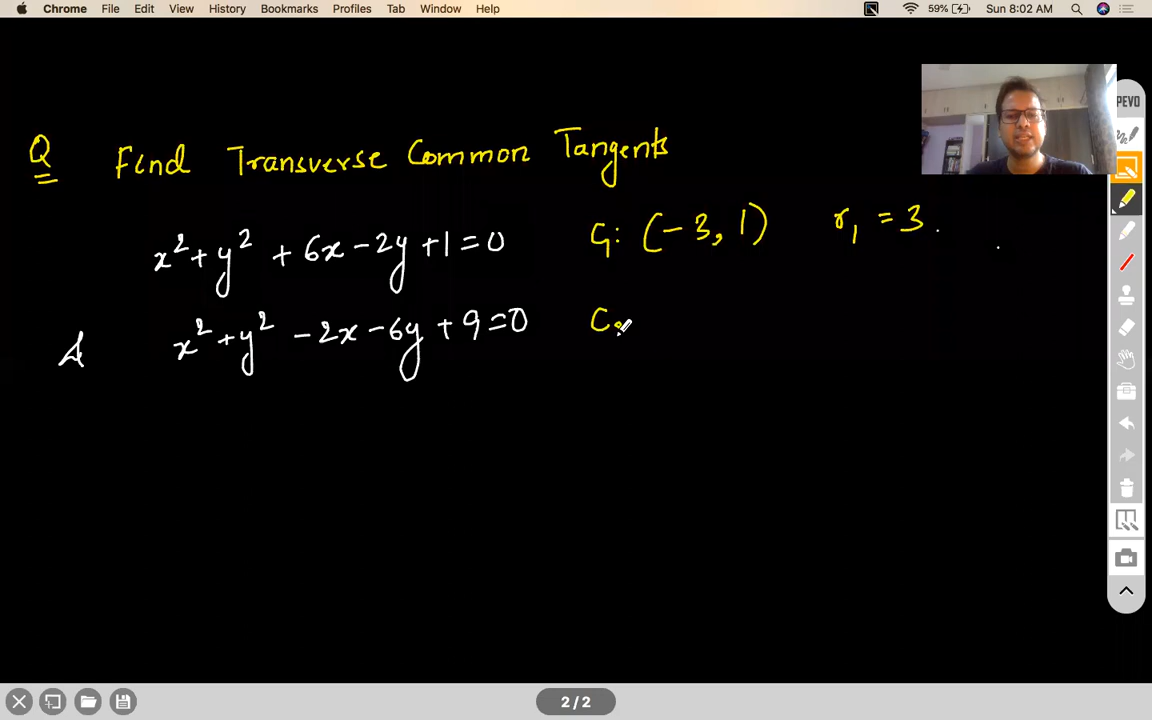 Chrome File Edit View History Bookmarks Profiles Tab Window Help 59% Sun 8:02 AM
PEVO
Q Find Transverse Common Tangents
x² + y² + 6x - 2y + 1 = 0 C₁: (-3, 1) r₁ = 3.
& x² + y² - 2x - 6y + 9 = 0 C₂
2 / 2